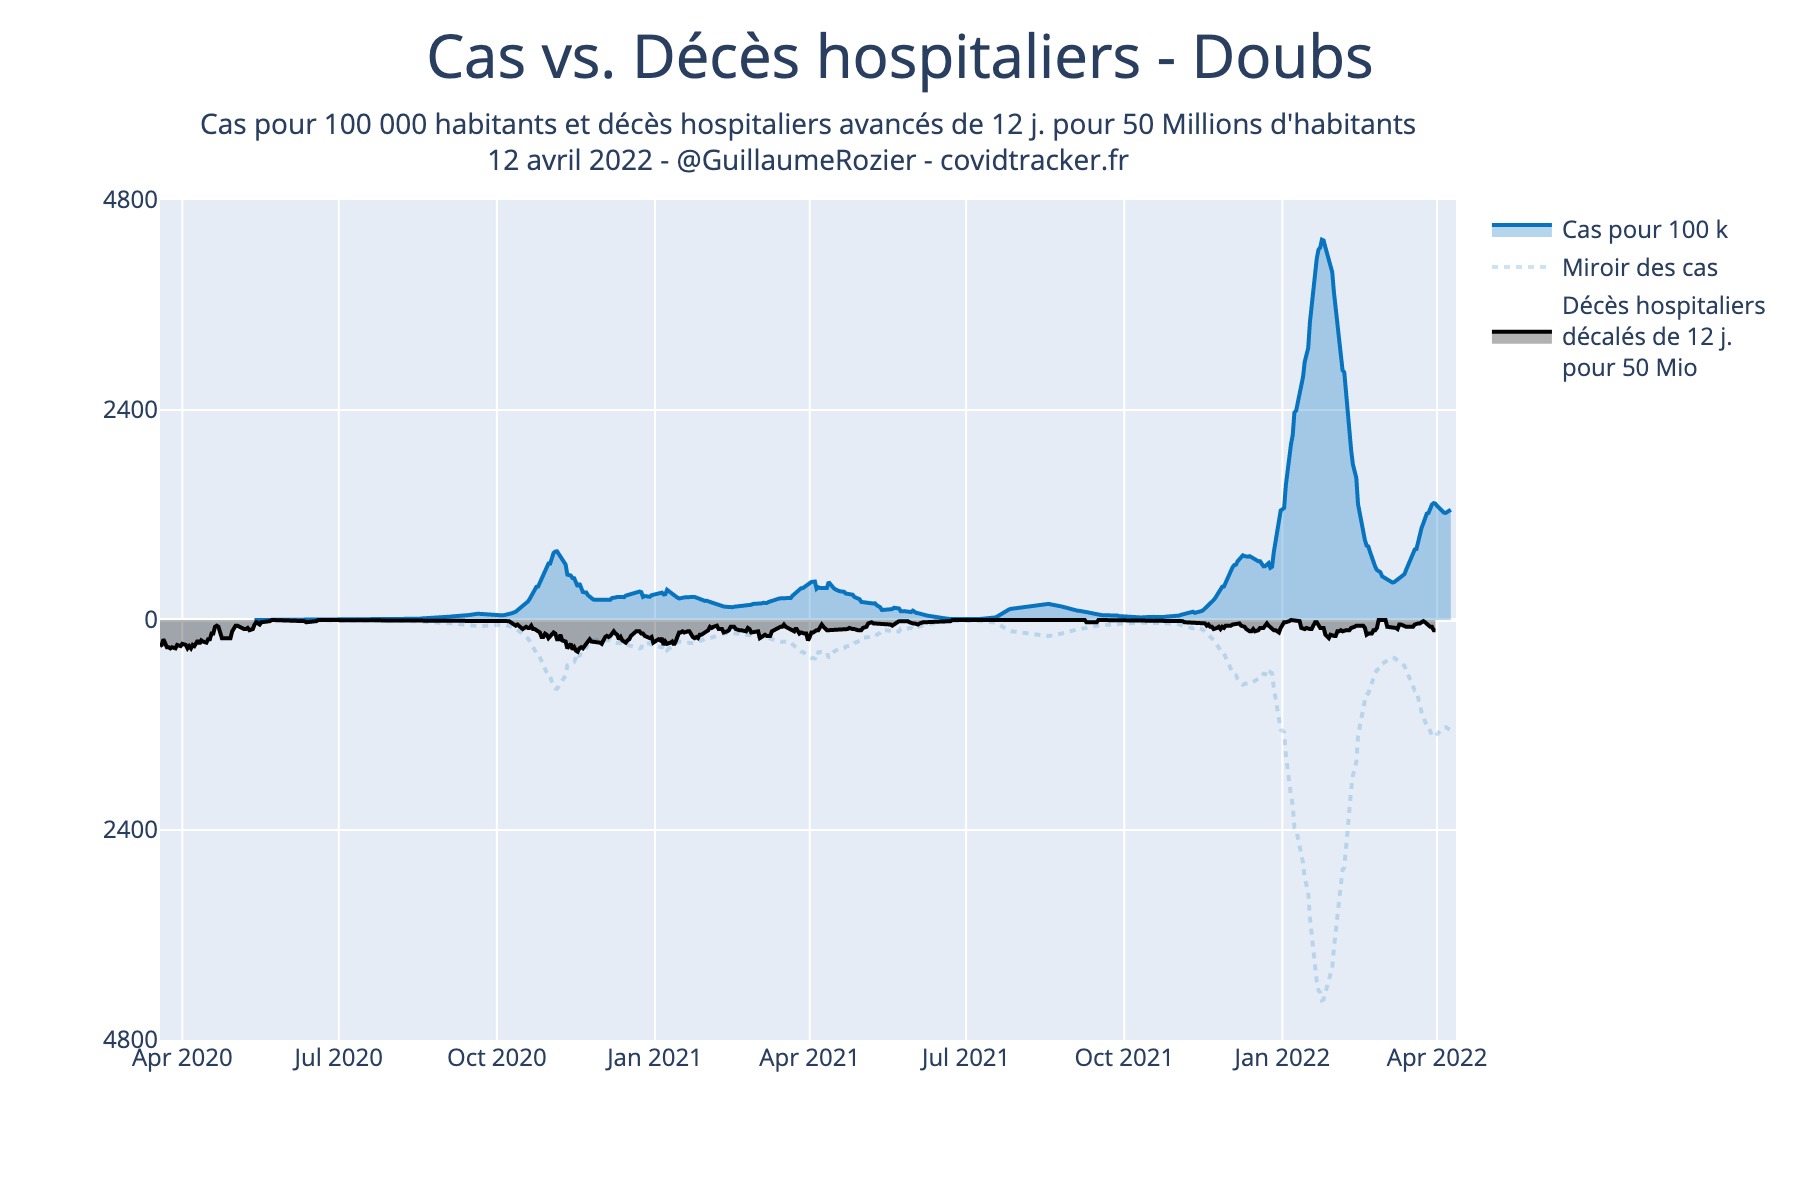 Cas vs. Décès hospitaliers - Doubs
Cas pour 100 000 habitants et décès hospitaliers avancés de 12 j. pour 50 Millions d'habitants
12 avril 2022 - @GuillaumeRozier - covidtracker.fr
4800
2400
0
2400
4800
Apr 2020
Jul 2020
Oct 2020
Jan 2021
Apr 2021
Jul 2021
Oct 2021
Jan 2022
Apr 2022
Cas pour 100 k
Miroir des cas
Décès hospitaliers
décalés de 12 j.
pour 50 Mio